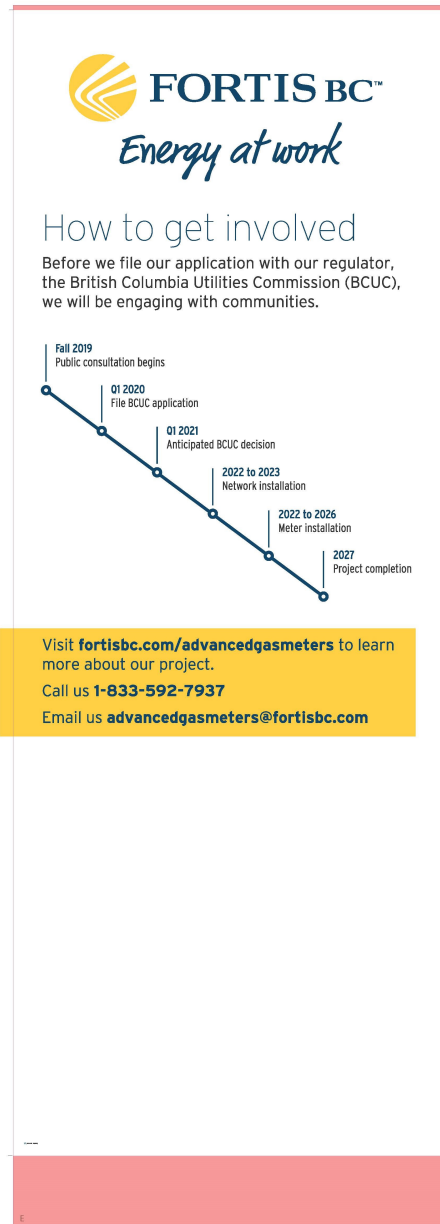 FORTIS BC™
Energy at work
How to get involved
Before we file our application with our regulator,
the British Columbia Utilities Commission (BCUC),
we will be engaging with communities.
Fall 2019
Public consultation begins
Q1 2020
File BCUC application
Q1 2021
Anticipated BCUC decision
2022 to 2023
Network installation
2022 to 2026
Meter installation
2027
Project completion
Visit fortisbc.com/advancedgasmeters to learn
more about our project.
Call us 1-833-592-7937
Email us advancedgasmeters@fortisbc.com
E